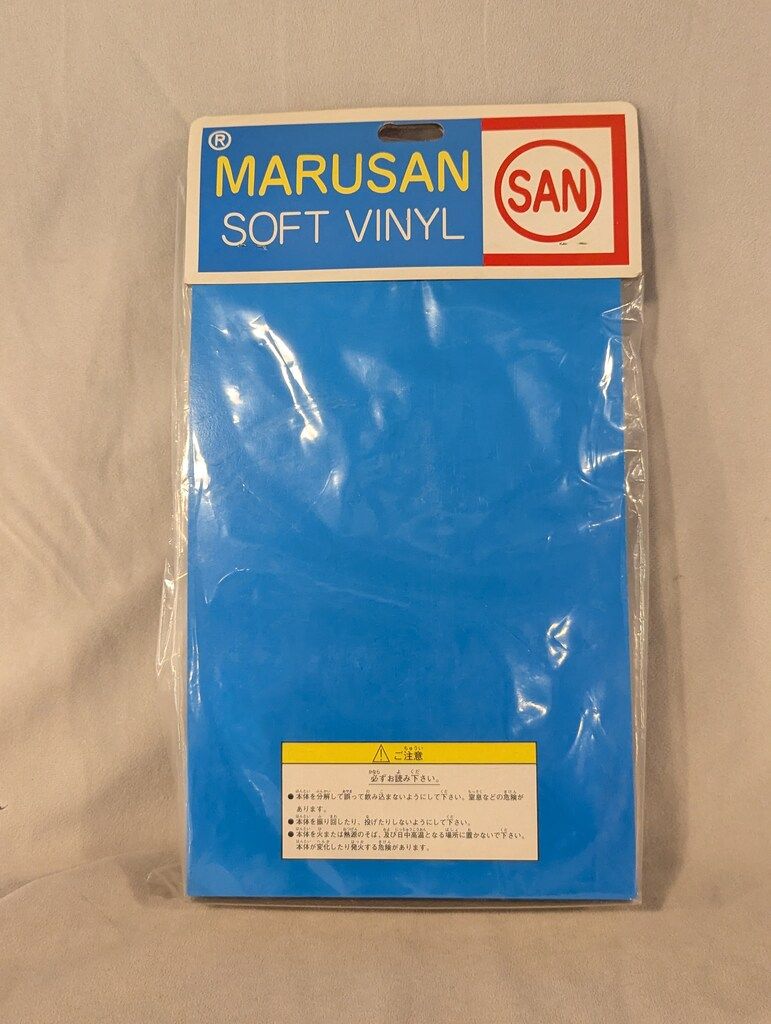 ®
MARUSAN
SOFT VINYL
SAN
ご注意
必ずお読み下さい。
●本体を分解して誤って飲み込まないようにして下さい。窒息などの危険が
あります。
●本体を振り回したり、投げたりしないようにして下さい。
●本体を火または熱源のそば、及び日中高温となる場所に置かないで下さい。
本体が変化したり発火する危険があります。